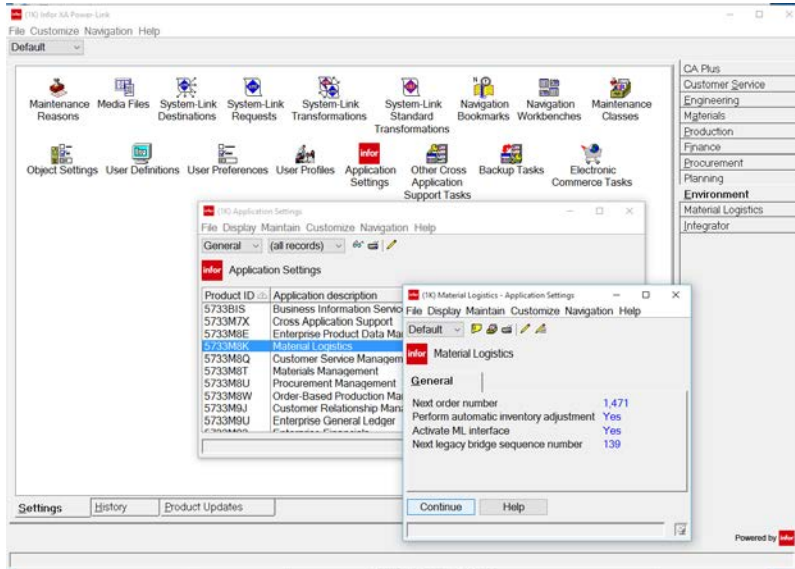 (1K) Infor XA Power-Link
File Customize Navigation Help
Default
CA Plus
Customer Service
Engineering
Materials
Production
Finance
Procurement
Planning
Environment
Material Logistics
Integrator
Maintenance Reasons
Media Files
System-Link Destinations
System-Link Requests
System-Link Transformations
System-Link Standard Transformations
Navigation Bookmarks
Navigation Workbenches
Maintenance Classes
Object Settings
User Definitions
User Preferences
User Profiles
infor
Application Settings
Other Cross Application Support Tasks
Backup Tasks
Electronic Commerce Tasks
(1K) Application Settings
File Display Maintain Customize Navigation Help
General (all records)
infor Application Settings
Product ID Application description
5733BIS Business Information Servic
5733M7X Cross Application Support
5733M8E Enterprise Product Data Ma
5733M8K Material Logistics
5733M8Q Customer Service Managem
5733M8T Materials Management
5733M8U Procurement Management
5733M8W Order-Based Production Ma
5733M9J Customer Relationship Mana
5733M9U Enterprise General Ledger
(1K) Material Logistics - Application Settings
File Display Maintain Customize Navigation Help
Default
infor Material Logistics
General
Next order number 1,471
Perform automatic inventory adjustment Yes
Activate ML interface Yes
Next legacy bridge sequence number 139
Continue Help
Settings History Product Updates
Powered by infor